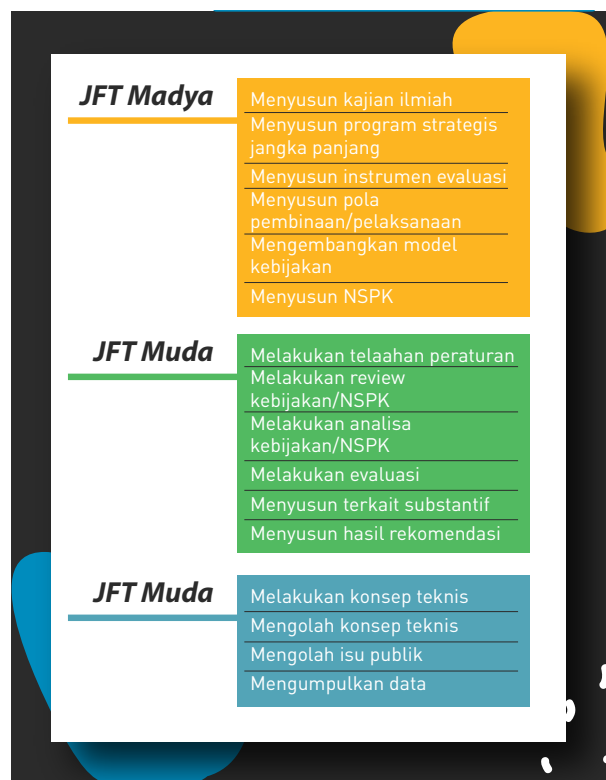 JFT Madya
Menyusun kajian ilmiah
Menyusun program strategis
jangka panjang
Menyusun instrumen evaluasi
Menyusun pola
pembinaan/pelaksanaan
Mengembangkan model
kebijakan
Menyusun NSPK
JFT Muda
Melakukan telaahan peraturan
Melakukan review
kebijakan/NSPK
Melakukan analisa
kebijakan/NSPK
Melakukan evaluasi
Menyusun terkait substantif
Menyusun hasil rekomendasi
JFT Muda
Melakukan konsep teknis
Mengolah konsep teknis
Mengolah isu publik
Mengumpulkan data